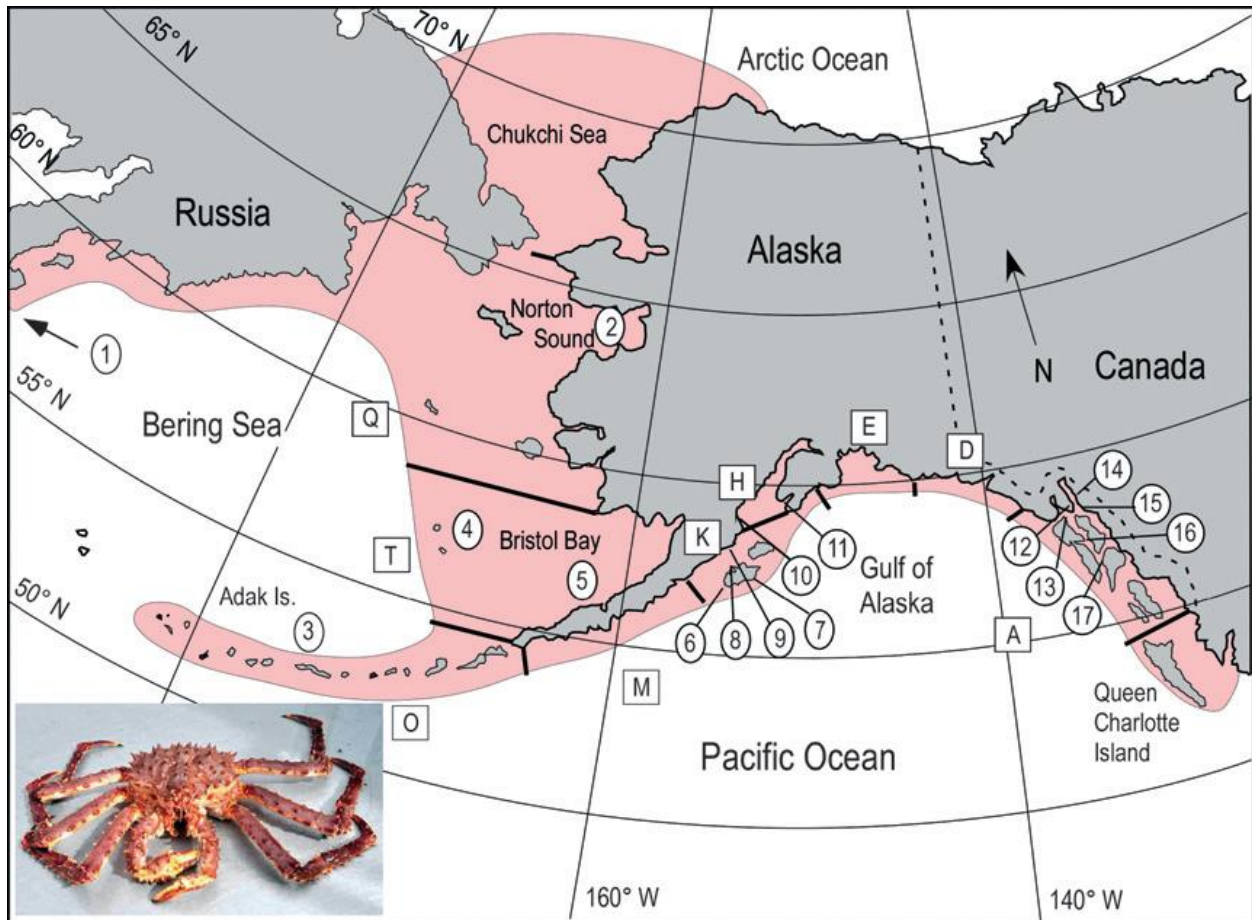 70° N
65° N
Arctic Ocean
60° N
Chukchi Sea
Russia
Alaska
Norton
Sound
2
N
Canada
1
55° N
Bering Sea
Q
E
D
14
H
15
4
Bristol Bay
K
12
16
T
5
11
13
50° N
Adak Is.
10
Gulf of
Alaska
3
6
8
9
7
A
17
M
O
Queen
Charlotte
Island
Pacific Ocean
160° W
140° W